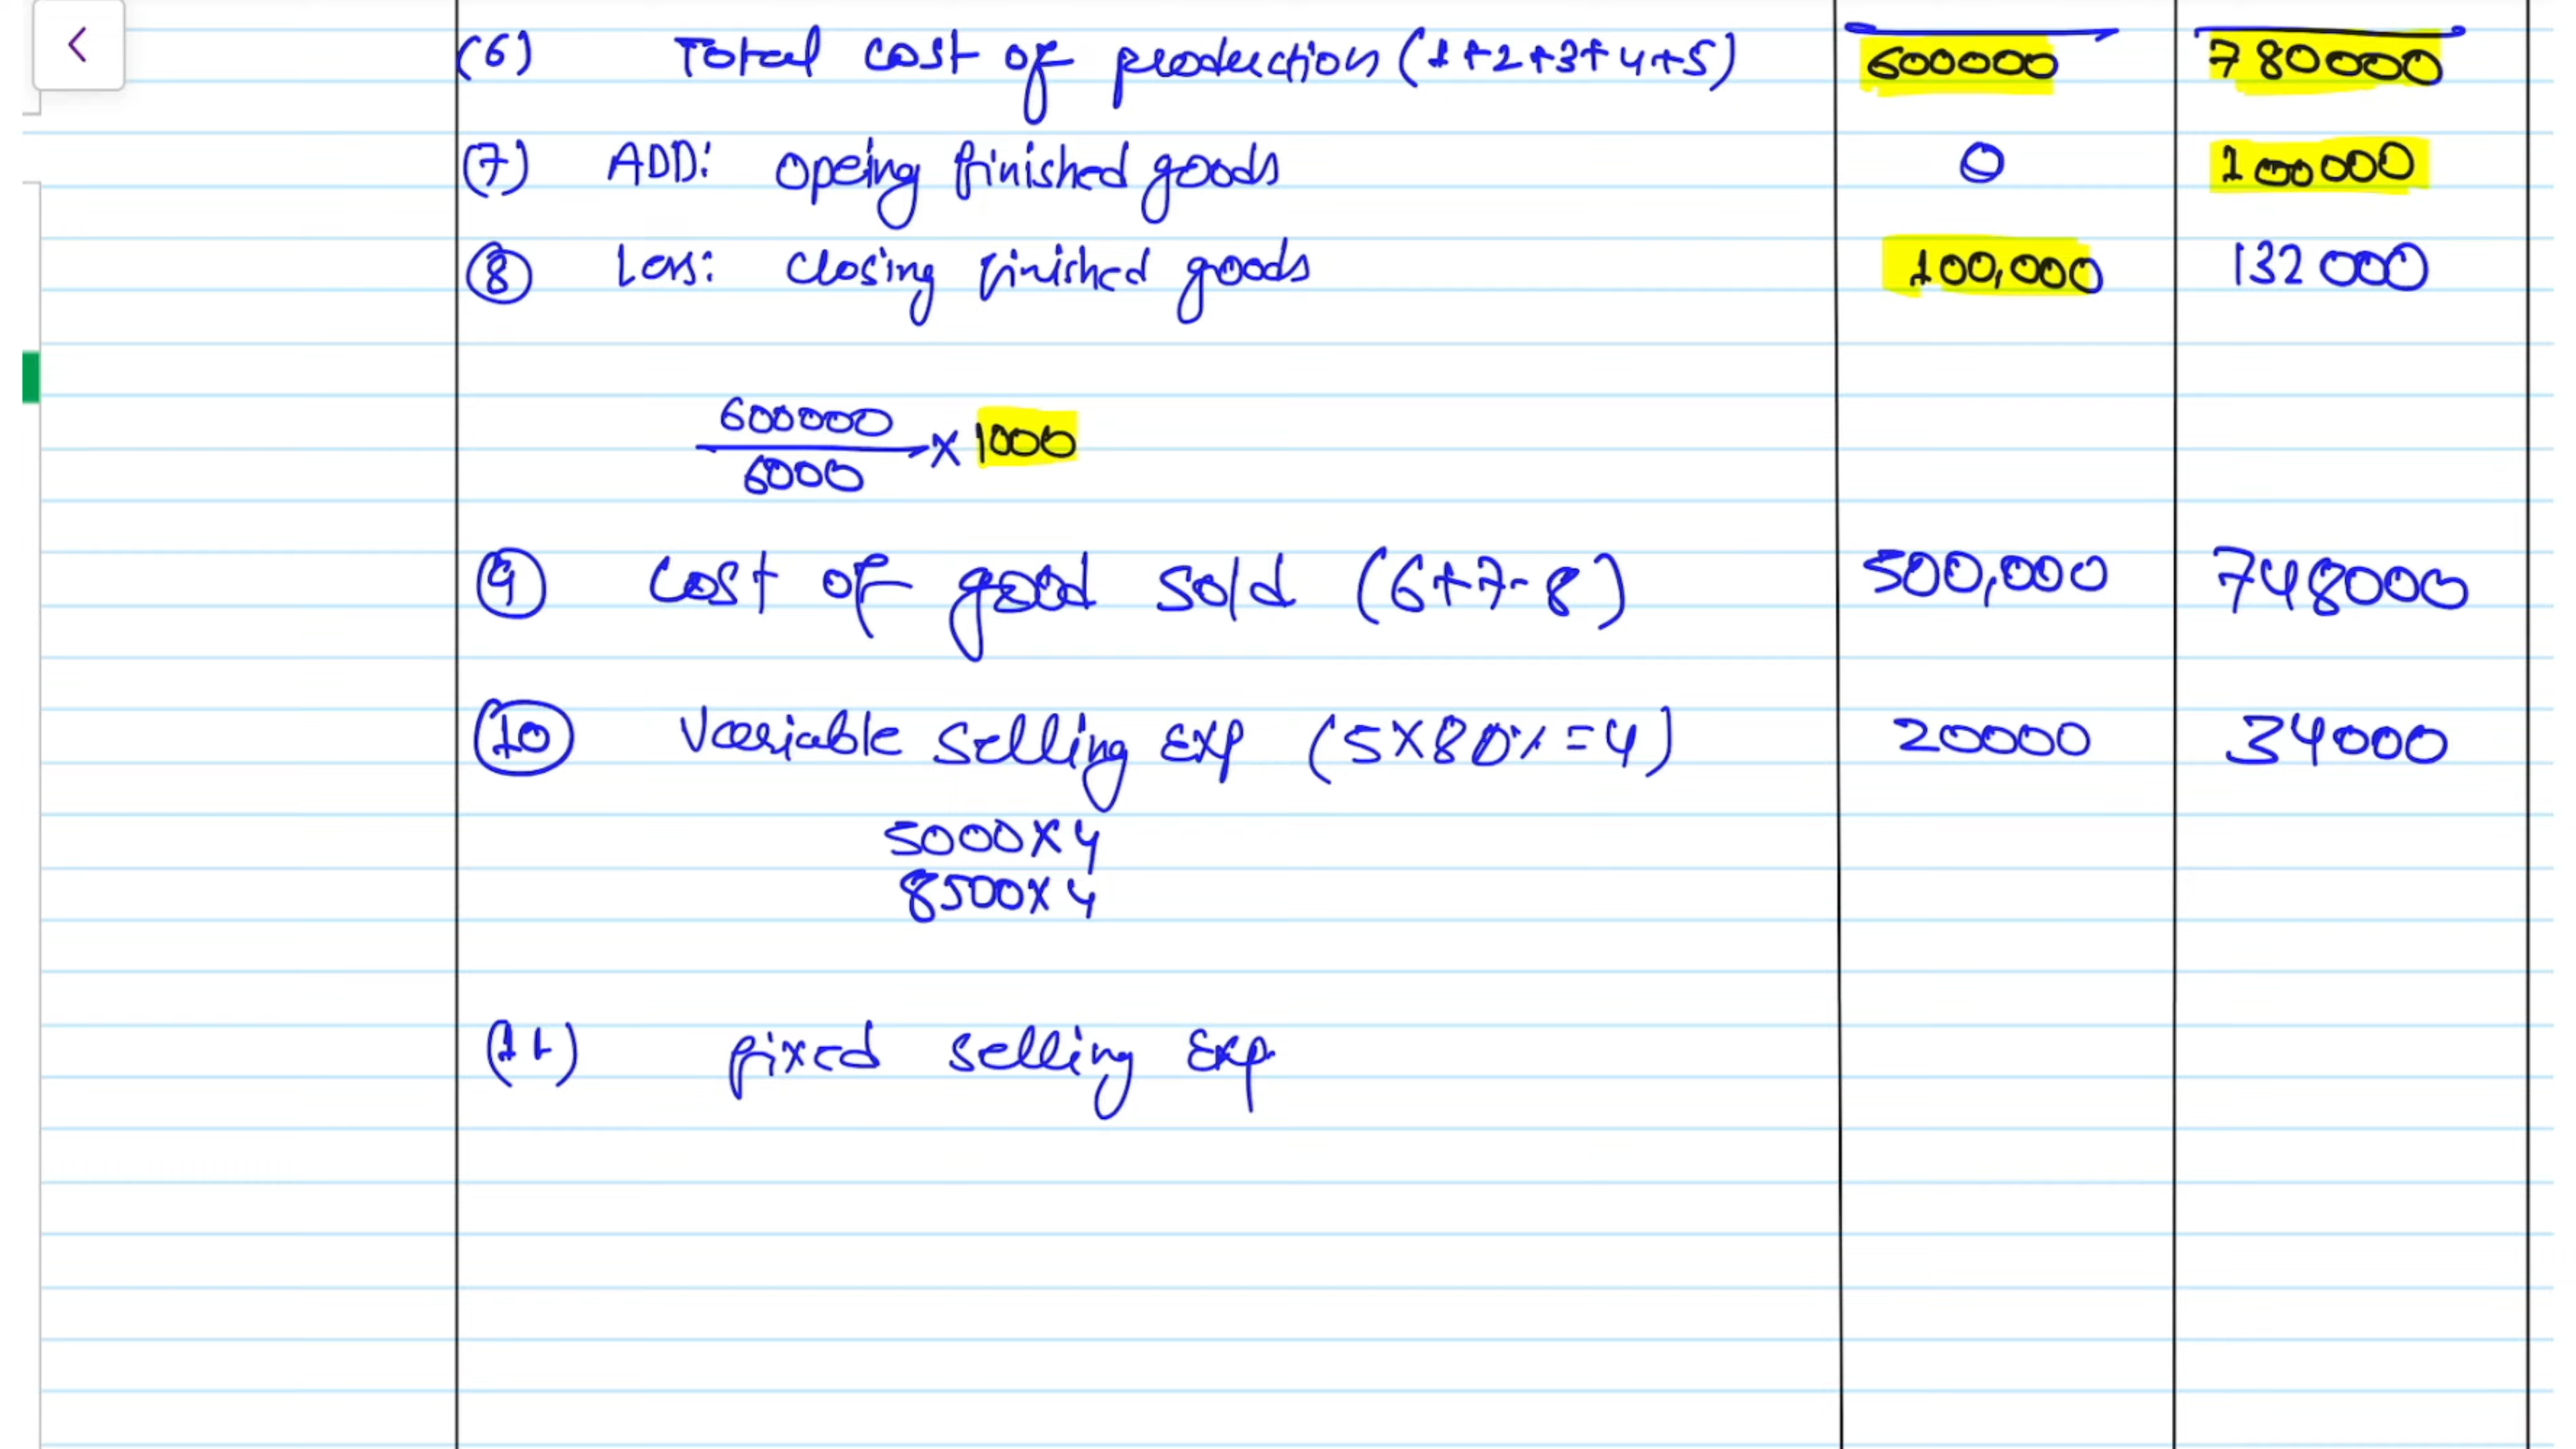 (6) Total cost of production (1+2+3+4+5) 600000 780000
(7) ADD: opeing finished goods 0 100000
(8) Less: closing finished goods 100,000 132000
600000
6000
× 1000
(9) cost of good sold (6+7-8) 500,000 748000
(10) Variable selling exp (5×80%=4) 20000 34000
5000×4
8500×4
(11) fixed selling Exp